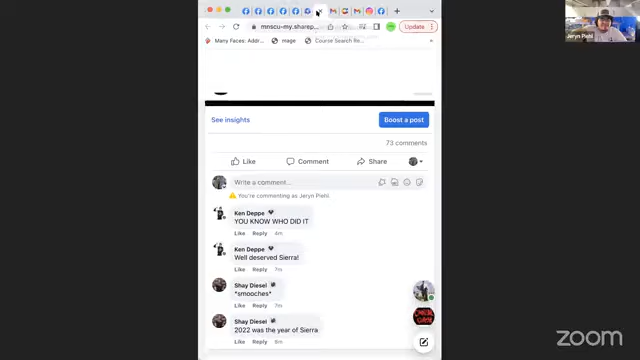 mnscu-my.sharep...
Update
Many Faces: Addr...
mage
Course Search Re...
Jeryn Piehl
See insights
Boost a post
73 comments
Like
Comment
Share
Write a comment...
You're commenting as Jeryn Piehl
Ken Deppe
YOU KNOW WHO DID IT
Like Reply 4m
Ken Deppe
Well deserved Sierra!
Like Reply 7m
Shay Diesel
*smooches*
Like Reply 7m
Shay Diesel
2022 was the year of Sierra
Like Reply
zoom